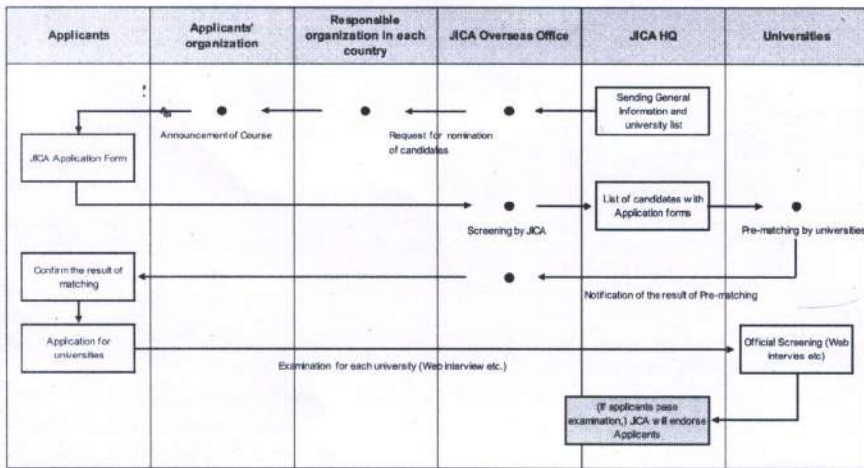 Applicants
Applicants'
organization
Responsible
organization in each
country
JICA Overseas Office
JICA HQ
Universities
Sending General
Information and
university list
Announcement of Course
Request for nomination
of candidates
JICA Application Form
List of candidates with
Application forms
Screening by JICA
Pre-matching by universities
Confirm the result of
matching
Notification of the result of Pre-matching
Application for
universities
Official Screening (Web
intervies etc)
Examination for each university (Web interview etc.)
(If applicants pass
examination,) JICA will endorse
Applicants